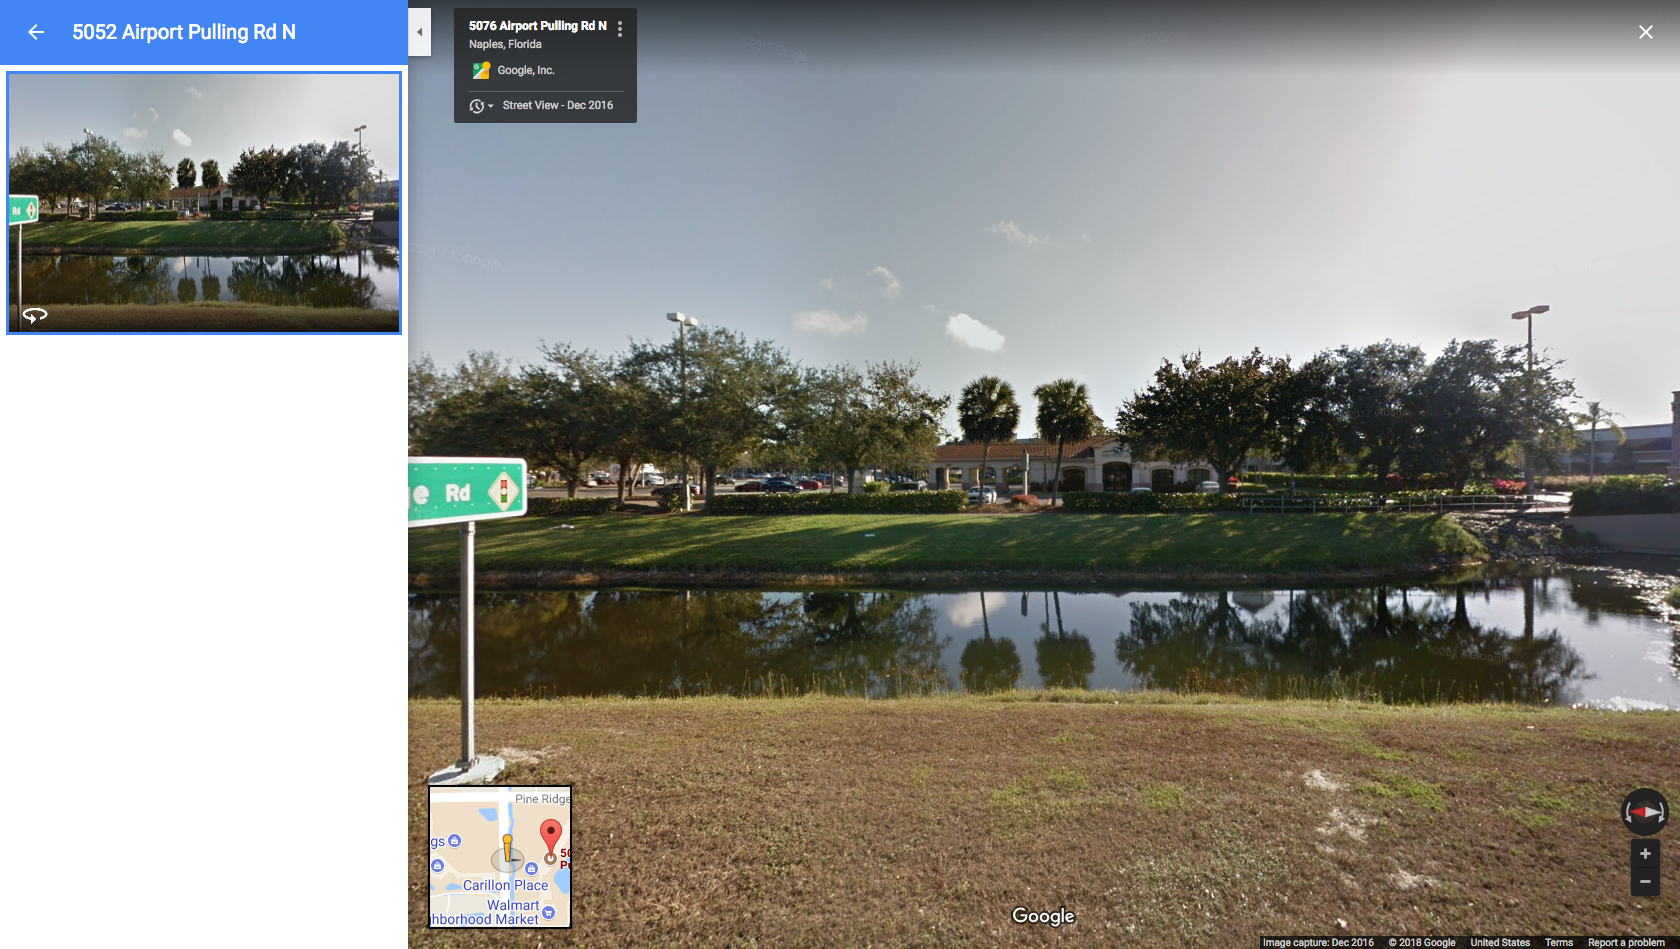 5052 Airport Pulling Rd N
5076 Airport Pulling Rd N
Naples, Florida
Google, Inc.
Street View - Dec 2016
Rd
e Rd
Pine Ridge
gs
50
P
Carillon Place
Walmart
hborhood Market
Google
Image capture: Dec 2016 © 2018 Google United States Terms Report a problem